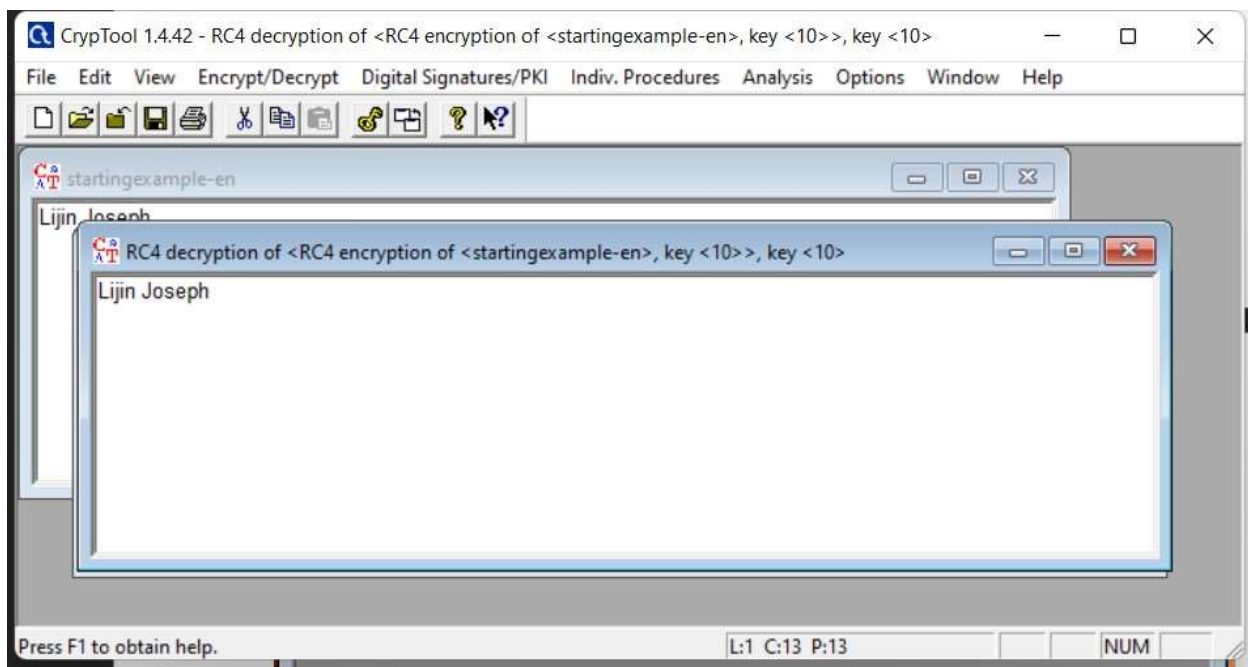 CrypTool 1.4.42 - RC4 decryption of <RC4 encryption of <startingexample-en>, key <10>>, key <10>
File Edit View Encrypt/Decrypt Digital Signatures/PKI Indiv. Procedures Analysis Options Window Help
startingexample-en
Lijin Joseph
RC4 decryption of <RC4 encryption of <startingexample-en>, key <10>>, key <10>
Lijin Joseph
Press F1 to obtain help. L:1 C:13 P:13 NUM